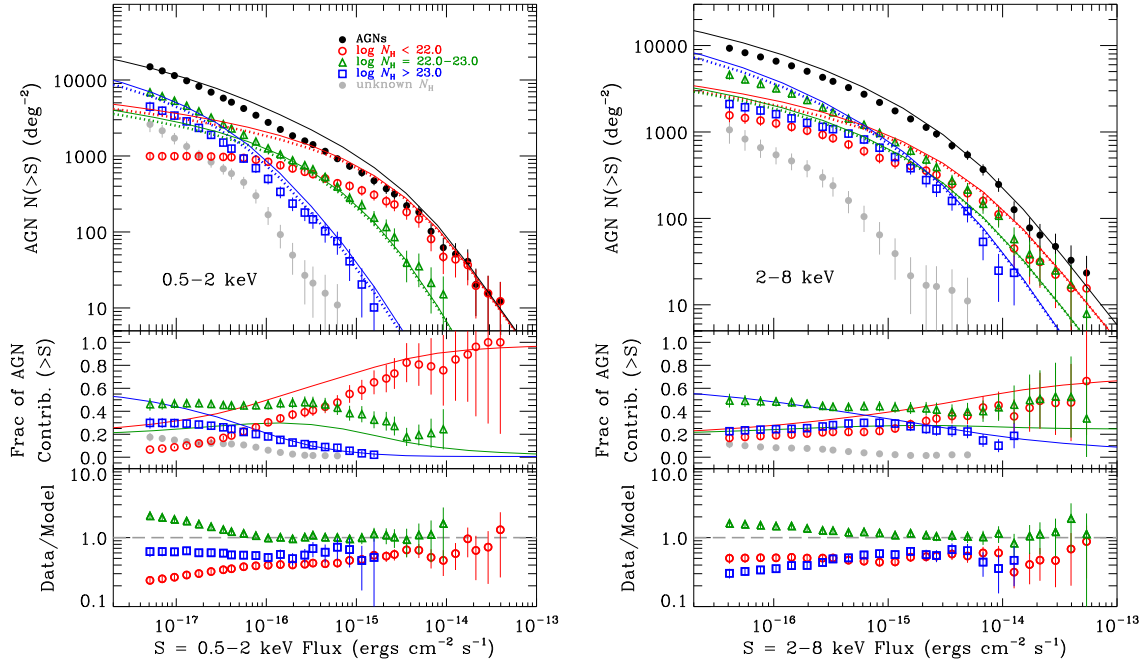 AGNs
log N_H < 22.0
log N_H = 22.0−23.0
log N_H > 23.0
unknown N_H
AGN N(>S) (deg⁻²)
10000
1000
100
10
0.5−2 keV
Frac of AGN
Contrib. (>S)
1.0
0.8
0.6
0.4
0.2
0.0
Data/Model
10.0
1.0
0.1
10⁻¹⁷
10⁻¹⁶
10⁻¹⁵
10⁻¹⁴
10⁻¹³
S = 0.5−2 keV Flux (ergs cm⁻² s⁻¹)
AGN N(>S) (deg⁻²)
10000
1000
100
10
2−8 keV
Frac of AGN
Contrib. (>S)
1.0
0.8
0.6
0.4
0.2
0.0
Data/Model
10.0
1.0
0.1
10⁻¹⁶
10⁻¹⁵
10⁻¹⁴
10⁻¹³
S = 2−8 keV Flux (ergs cm⁻² s⁻¹)